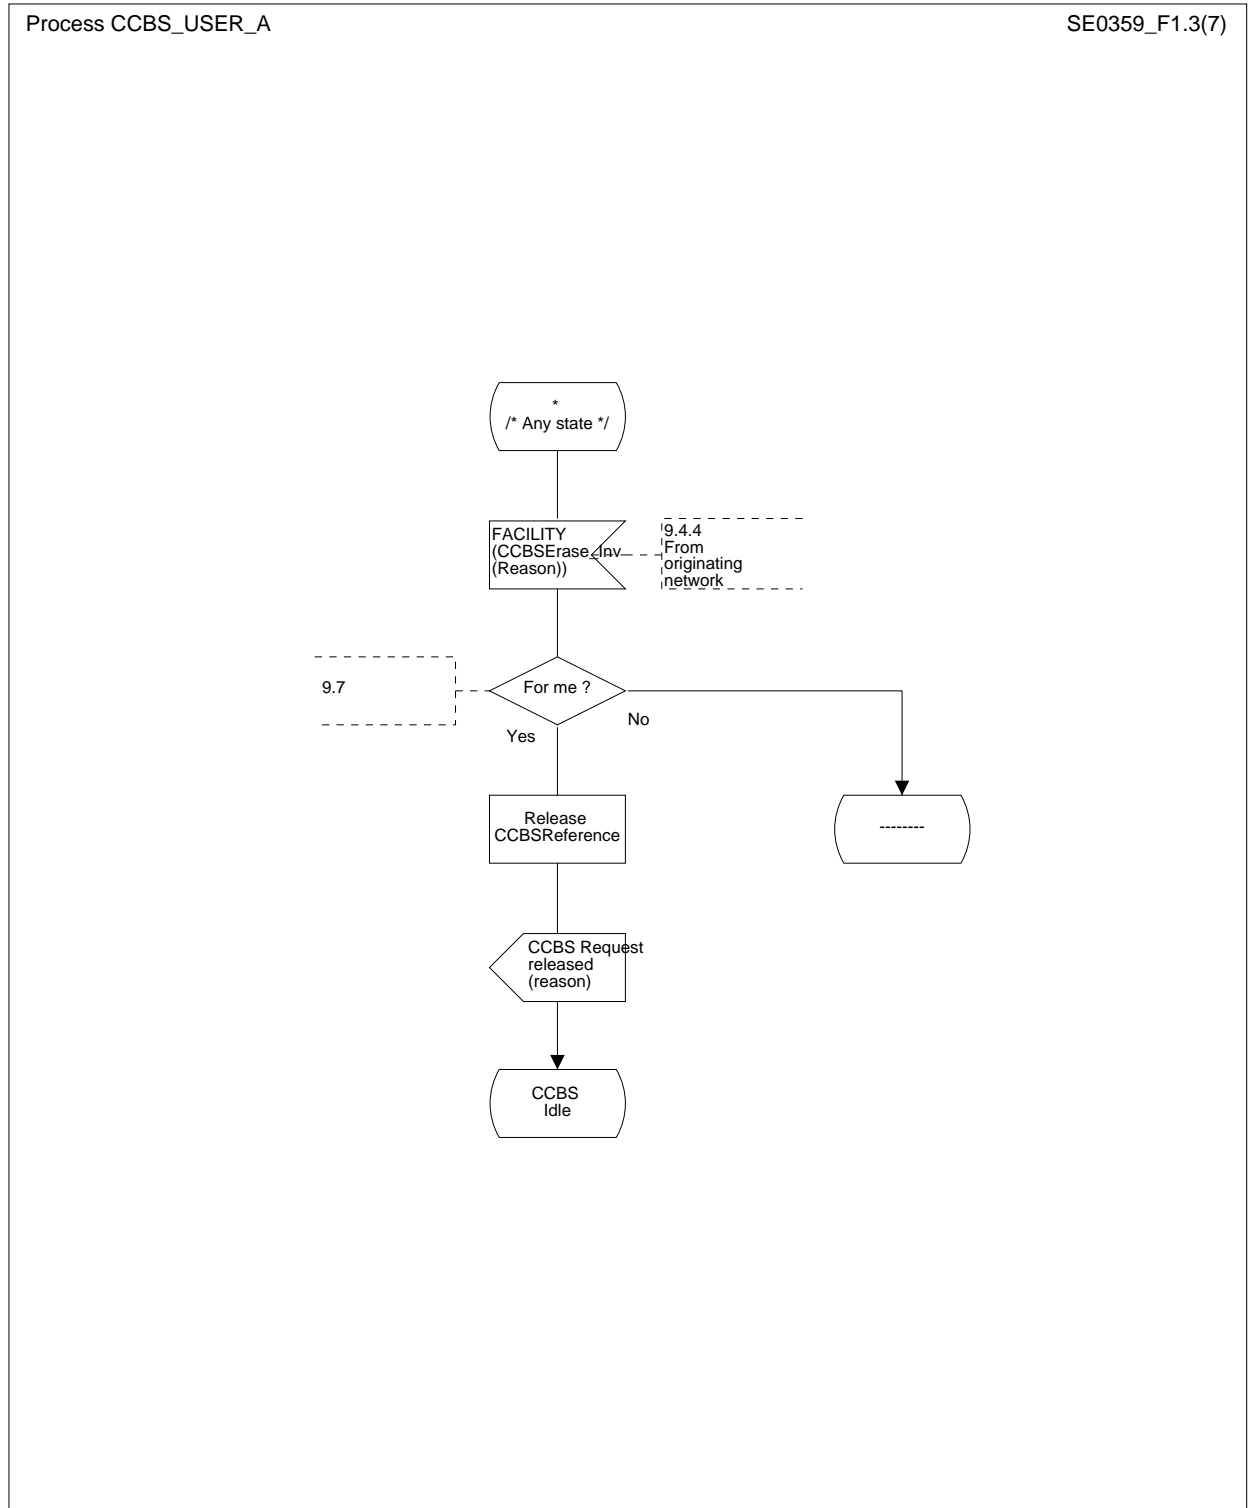 Process CCBS_USER_A
SE0359_F1.3(7)
*
/* Any state */
FACILITY
(CCBSErase_Inv
(Reason))
9.4.4
From
originating
network
9.7
For me ?
No
Yes
Release
CCBSReference
--------
CCBS Request
released
(reason)
CCBS
Idle